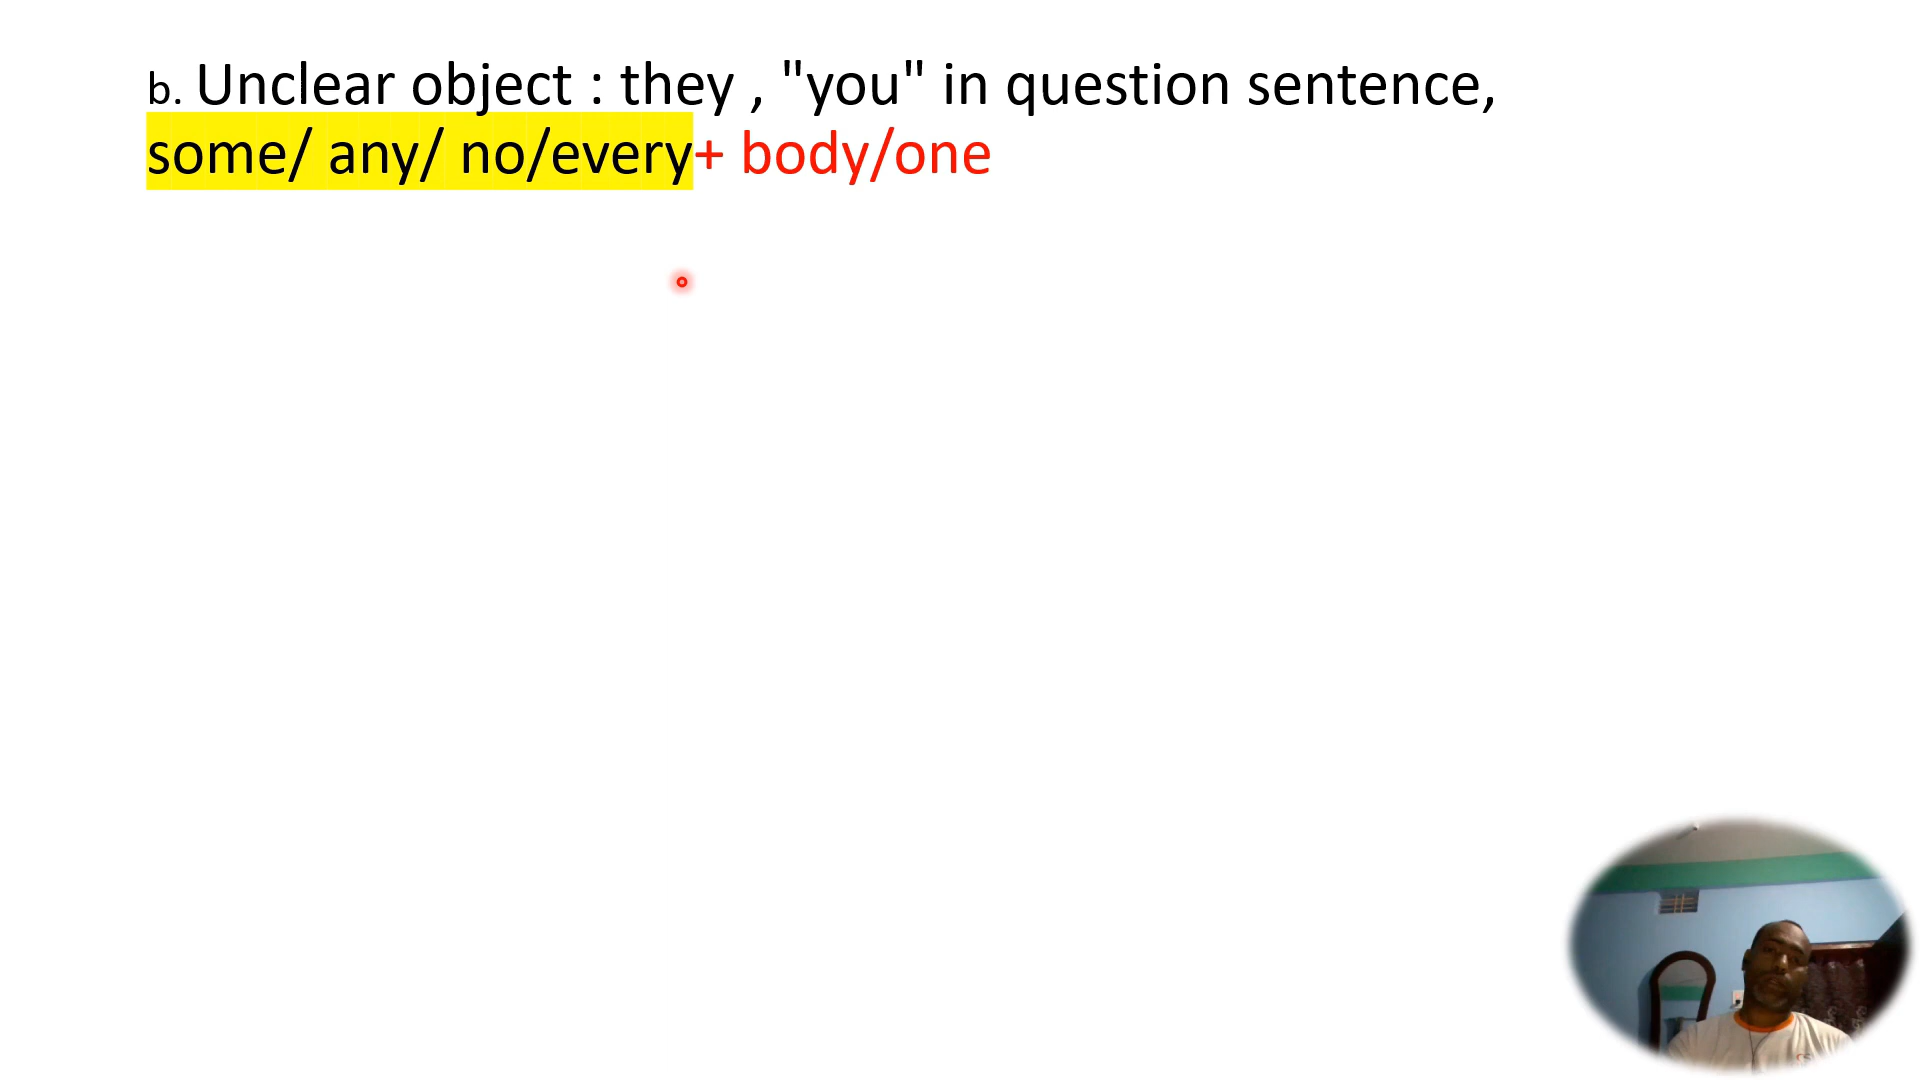 b. Unclear object : they , "you" in question sentence,
some/ any/ no/every+ body/one